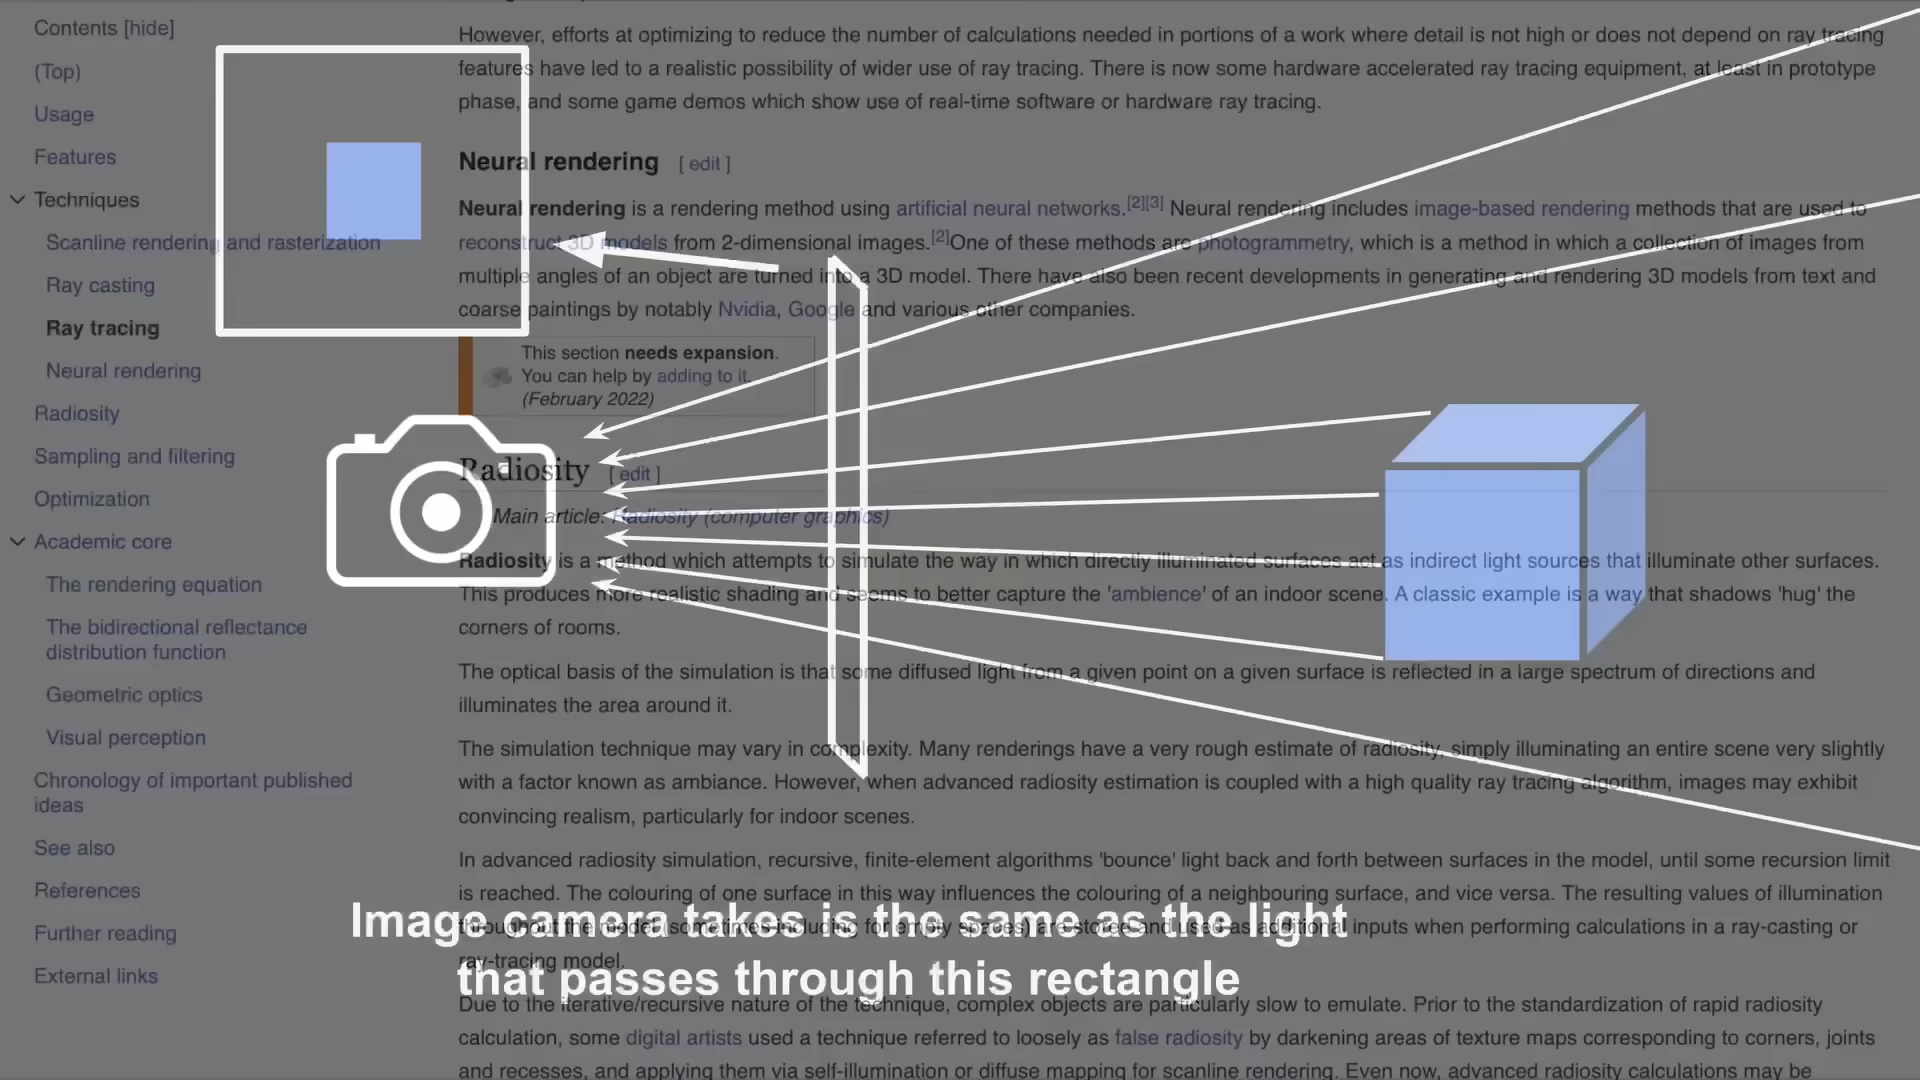 Contents [hide]
(Top)
Usage
Features
Techniques
Scanline rendering and rasterization
Ray casting
Ray tracing
Neural rendering
Radiosity
Sampling and filtering
Optimization
Academic core
The rendering equation
The bidirectional reflectance
distribution function
Geometric optics
Visual perception
Chronology of important published
ideas
See also
References
Further reading
External links
However, efforts at optimizing to reduce the number of calculations needed in portions of a work where detail is not high or does not depend on ray tracing
features have led to a realistic possibility of wider use of ray tracing. There is now some hardware accelerated ray tracing equipment, at least in prototype
phase, and some game demos which show use of real-time software or hardware ray tracing.
Neural rendering [ edit ]
Neural rendering is a rendering method using artificial neural networks.[2][3] Neural rendering includes image-based rendering methods that are used to
reconstruct 3D models from 2-dimensional images.[2]One of these methods are photogrammetry, which is a method in which a collection of images from
multiple angles of an object are turned into a 3D model. There have also been recent developments in generating and rendering 3D models from text and
coarse paintings by notably Nvidia, Google and various other companies.
This section needs expansion.
You can help by adding to it.
(February 2022)
Radiosity [ edit ]
Main article: Radiosity (computer graphics)
Radiosity is a method which attempts to simulate the way in which directly illuminated surfaces act as indirect light sources that illuminate other surfaces.
This produces more realistic shading and seems to better capture the 'ambience' of an indoor scene. A classic example is a way that shadows 'hug' the
corners of rooms.
The optical basis of the simulation is that some diffused light from a given point on a given surface is reflected in a large spectrum of directions and
illuminates the area around it.
The simulation technique may vary in complexity. Many renderings have a very rough estimate of radiosity, simply illuminating an entire scene very slightly
with a factor known as ambiance. However, when advanced radiosity estimation is coupled with a high quality ray tracing algorithm, images may exhibit
convincing realism, particularly for indoor scenes.
In advanced radiosity simulation, recursive, finite-element algorithms 'bounce' light back and forth between surfaces in the model, until some recursion limit
is reached. The colouring of one surface in this way influences the colouring of a neighbouring surface, and vice versa. The resulting values of illumination
throughout the model (sometimes including for empty spaces) are stored and used as additional inputs when performing calculations in a ray-casting or
ray-tracing model.
Due to the iterative/recursive nature of the technique, complex objects are particularly slow to emulate. Prior to the standardization of rapid radiosity
calculation, some digital artists used a technique referred to loosely as false radiosity by darkening areas of texture maps corresponding to corners, joints
and recesses, and applying them via self-illumination or diffuse mapping for scanline rendering. Even now, advanced radiosity calculations may be
Image camera takes is the same as the light
that passes through this rectangle